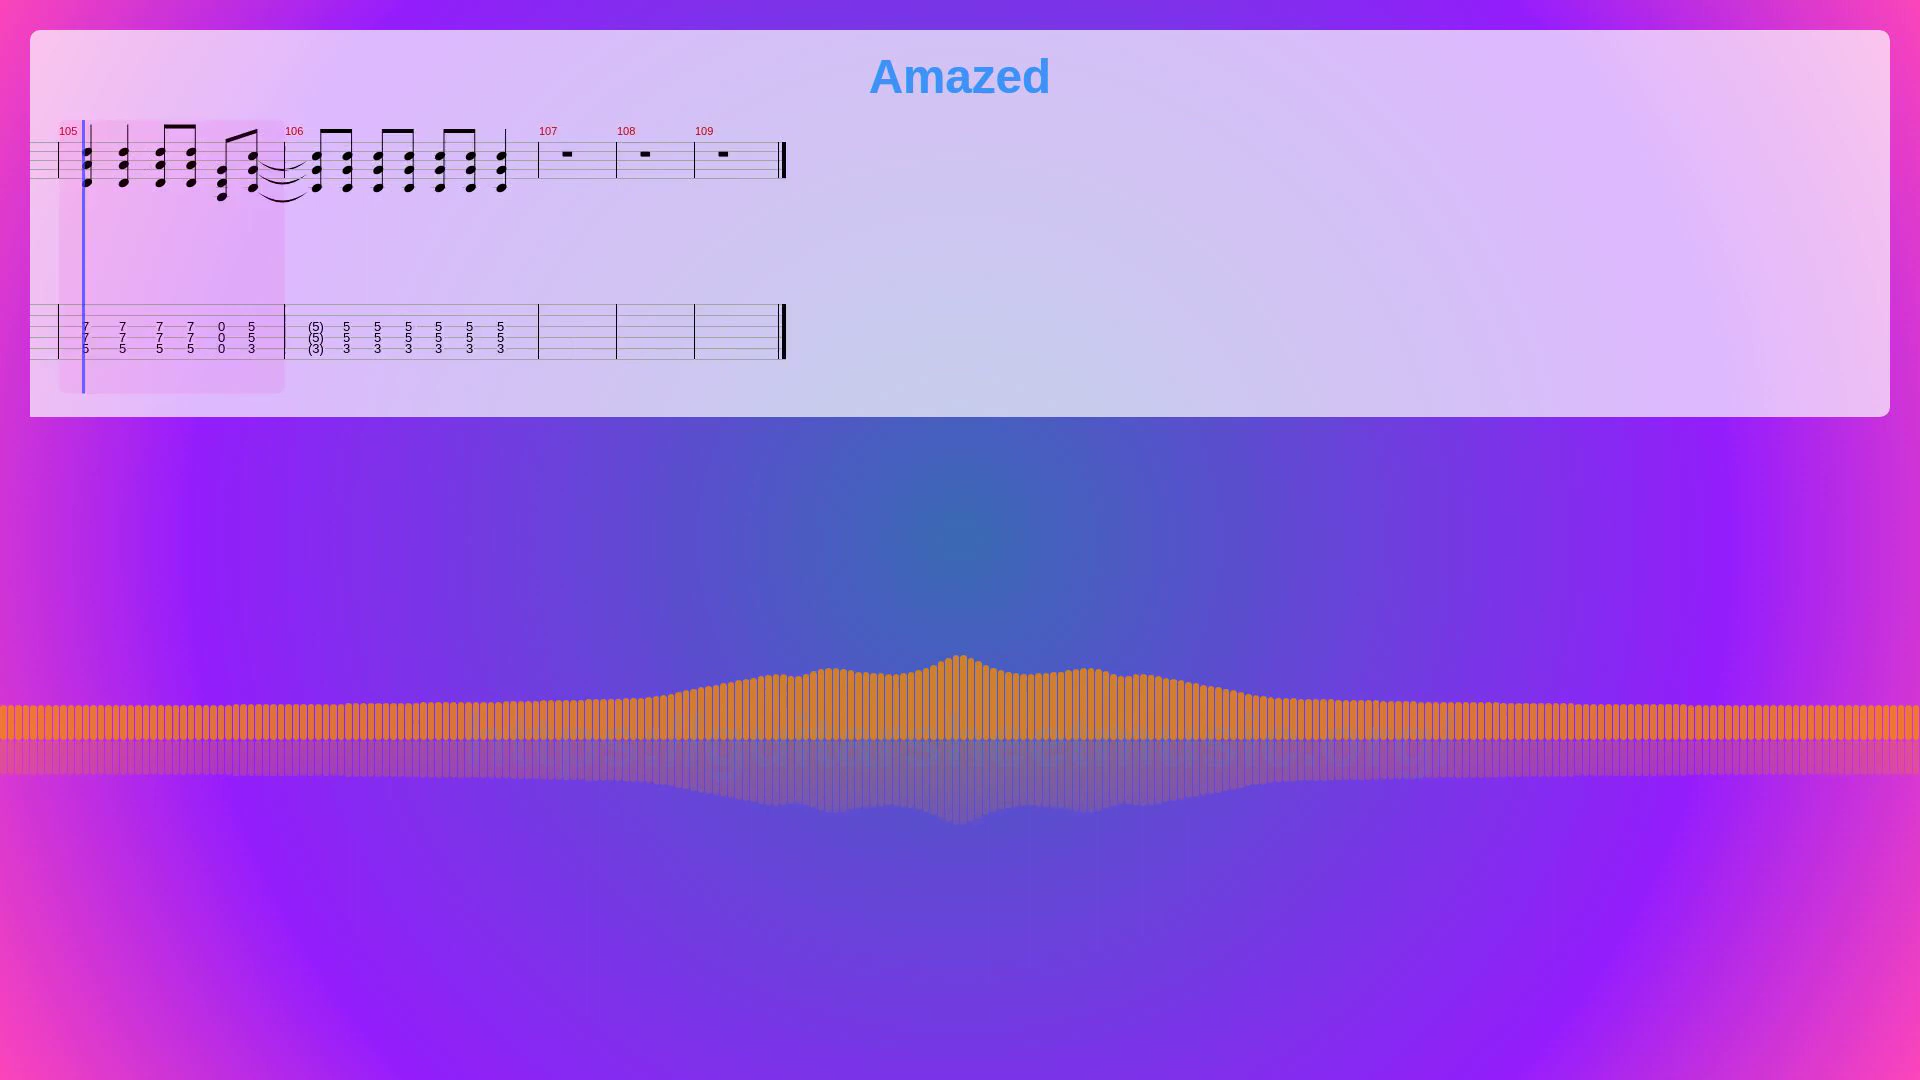 Amazed
105 106 107 108 109
7 7 7 7 0 5 (5) 5 5 5 5 5 5
7 7 7 7 0 5 (5) 5 5 5 5 5 5
5 5 5 5 0 3 (3) 3 3 3 3 3 3